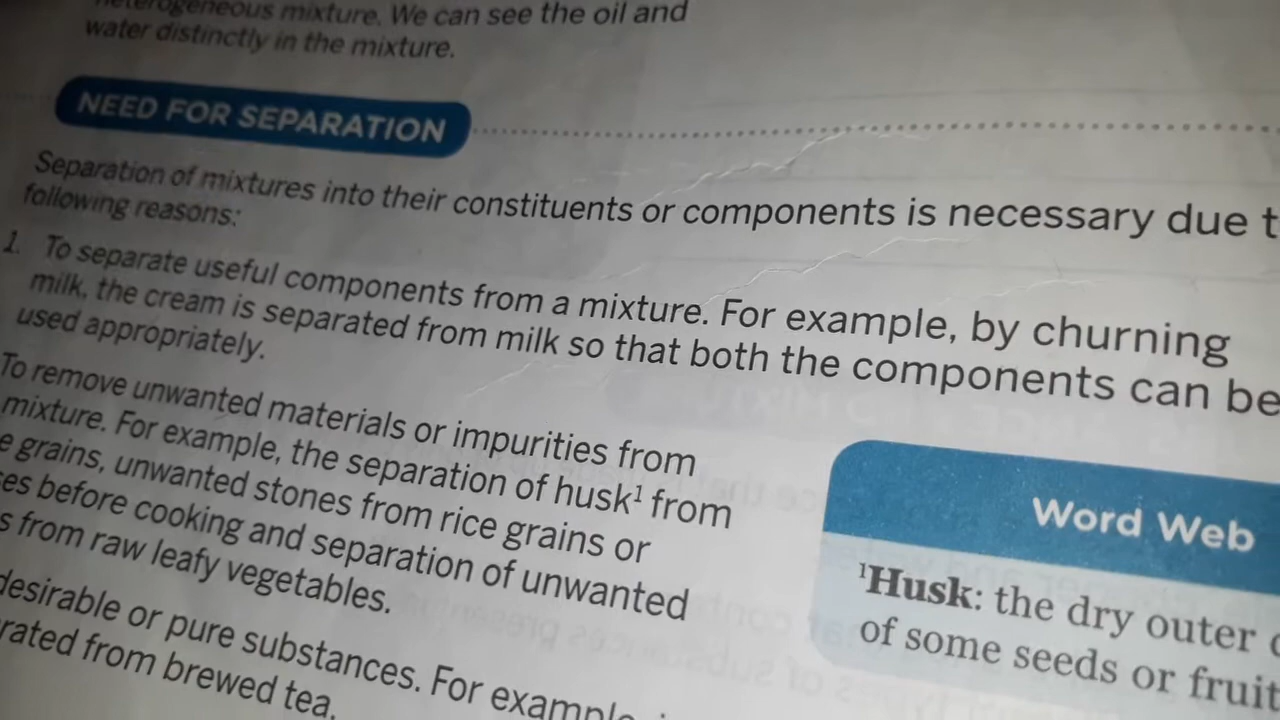 heterogeneous mixture. We can see the oil and
water distinctly in the mixture.
NEED FOR SEPARATION
Separation of mixtures into their constituents or components is necessary due t
following reasons:
1. To separate useful components from a mixture. For example, by churning
milk, the cream is separated from milk so that both the components can be
used appropriately.
To remove unwanted materials or impurities from
mixture. For example, the separation of husk¹ from
e grains, unwanted stones from rice grains or
es before cooking and separation of unwanted
s from raw leafy vegetables.
desirable or pure substances. For example
rated from brewed tea.
Word Web
¹Husk: the dry outer
of some seeds or fruit